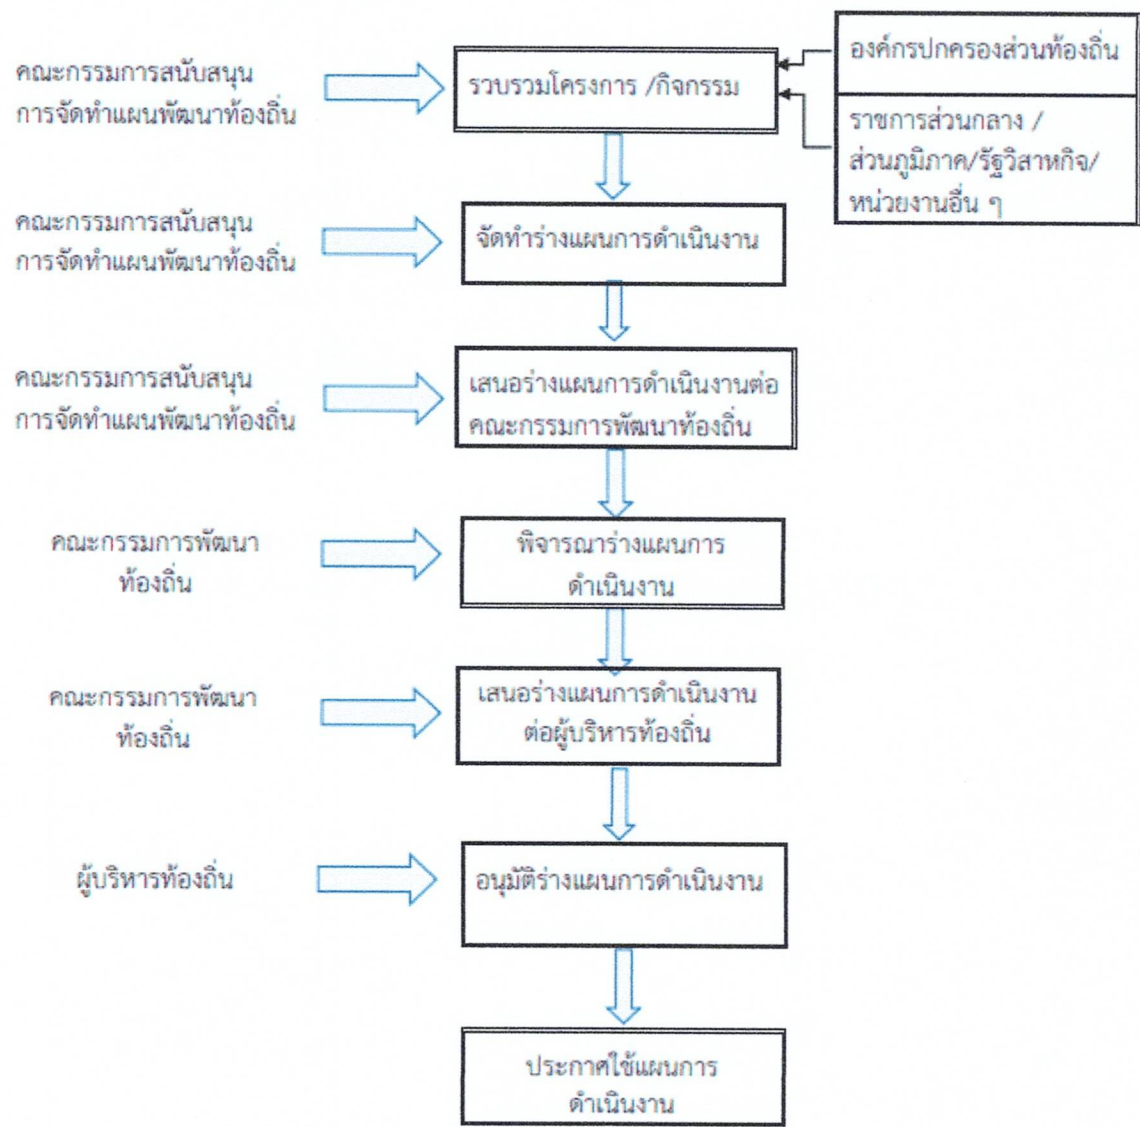 คณะกรรมการสนับสนุน
การจัดทำแผนพัฒนาท้องถิ่น
รวบรวมโครงการ /กิจกรรม
องค์กรปกครองส่วนท้องถิ่น
ราชการส่วนกลาง /
ส่วนภูมิภาค/รัฐวิสาหกิจ/
หน่วยงานอื่น ๆ
คณะกรรมการสนับสนุน
การจัดทำแผนพัฒนาท้องถิ่น
จัดทำร่างแผนการดำเนินงาน
คณะกรรมการสนับสนุน
การจัดทำแผนพัฒนาท้องถิ่น
เสนอร่างแผนการดำเนินงานต่อ
คณะกรรมการพัฒนาท้องถิ่น
คณะกรรมการพัฒนา
ท้องถิ่น
พิจารณาร่างแผนการ
ดำเนินงาน
คณะกรรมการพัฒนา
ท้องถิ่น
เสนอร่างแผนการดำเนินงาน
ต่อผู้บริหารท้องถิ่น
ผู้บริหารท้องถิ่น
อนุมัติร่างแผนการดำเนินงาน
ประกาศใช้แผนการ
ดำเนินงาน